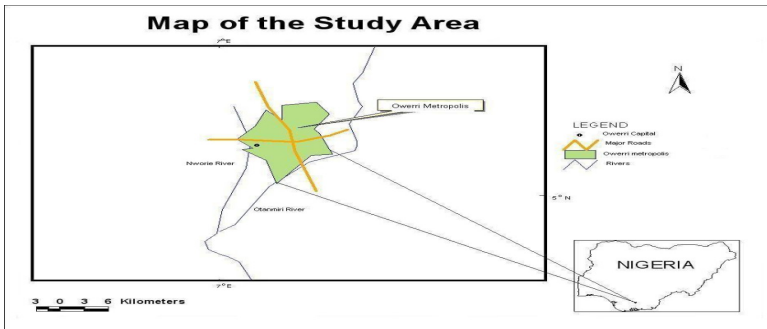 Map of the Study Area
7°E
N
Owerri Metropolis
LEGEND
Owerri Capital
Major Roads
Owerri metropolis
Rivers
Nworie River
5°N
Otamiri River
NIGERIA
7°E
3 0 3 6 Kilometers